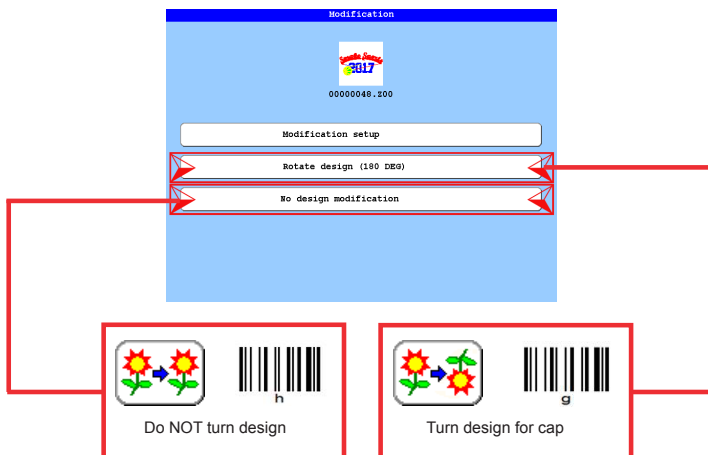 Modification
2017
00000048.Z00
Modification setup
Rotate design (180 DEG)
No design modification
h
Do NOT turn design
g
Turn design for cap